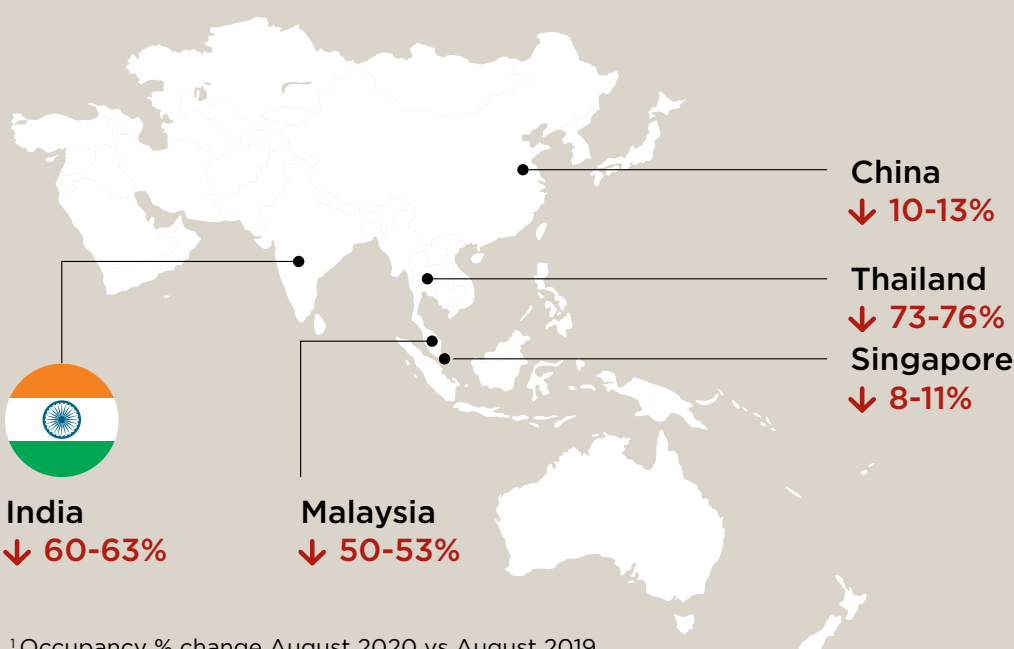 China
↓ 10-13%
Thailand
↓ 73-76%
Singapore
↓ 8-11%
India
↓ 60-63%
Malaysia
↓ 50-53%
¹Occupancy % change August 2020 vs August 2019